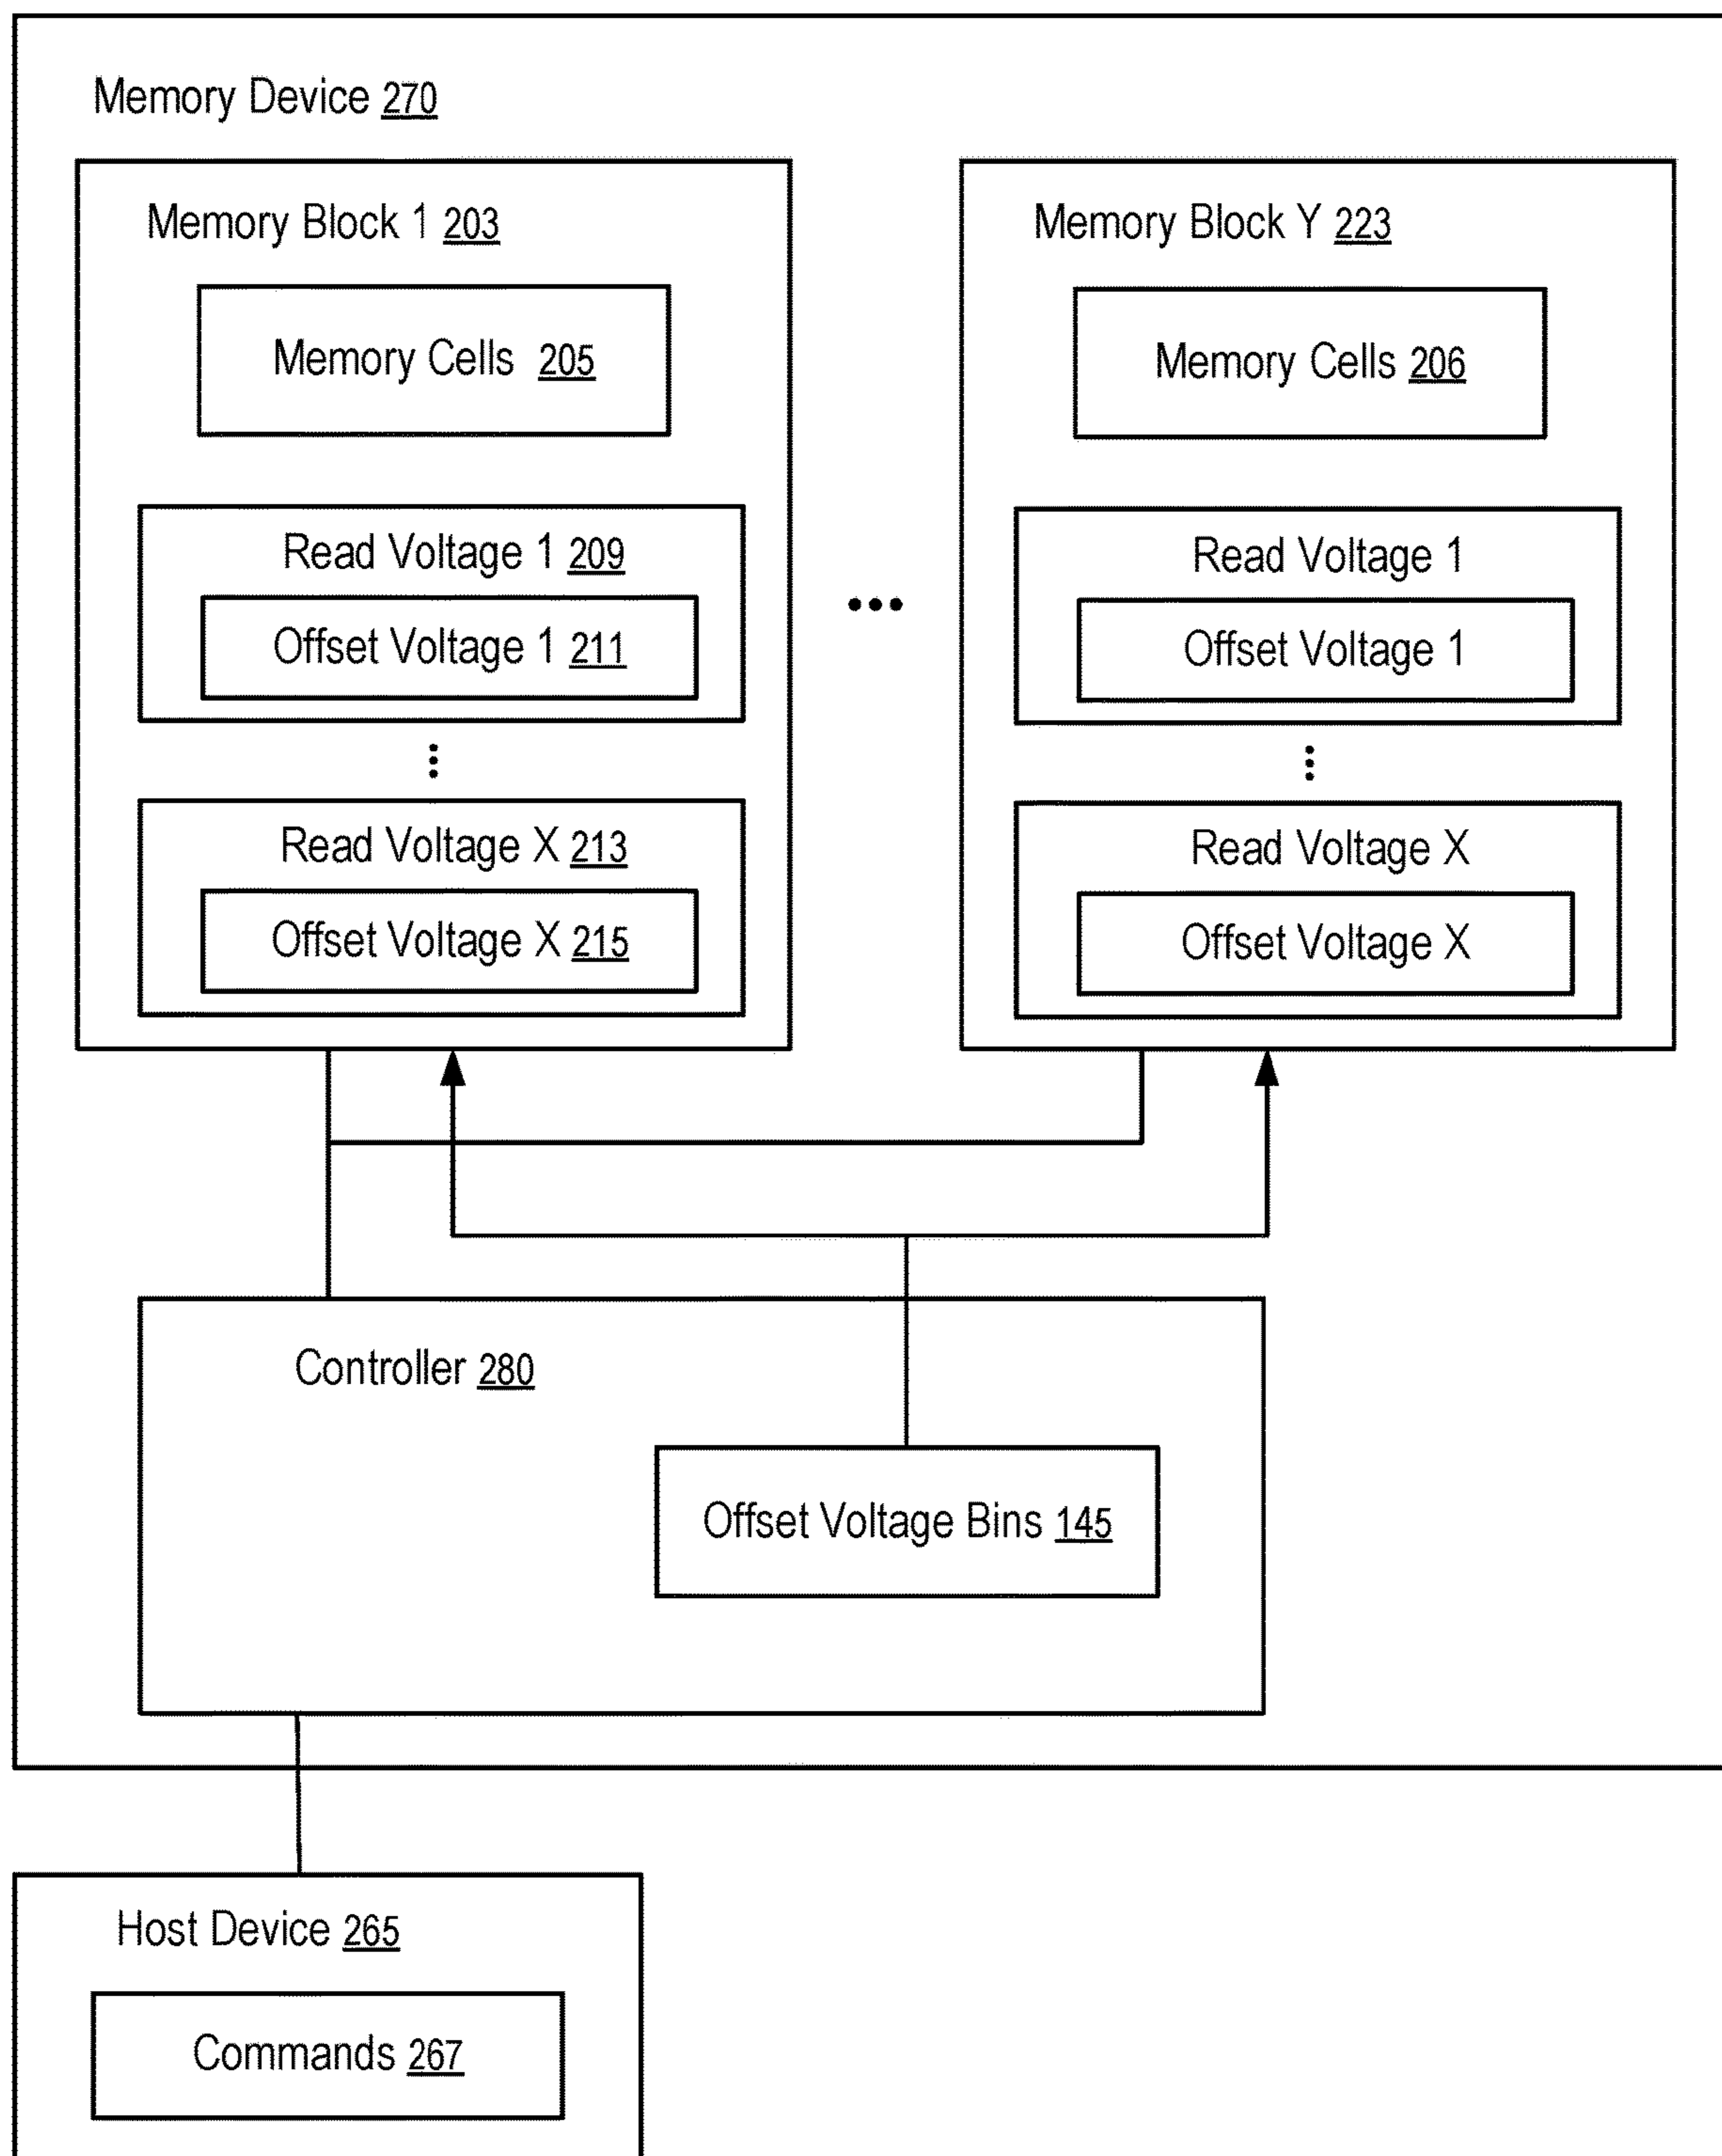 Memory Device 270
Memory Block 1 203
Memory Cells 205
Read Voltage 1 209
Offset Voltage 1 211
Read Voltage X 213
Offset Voltage X 215
Memory Block Y 223
Memory Cells 206
Read Voltage 1
Offset Voltage 1
Read Voltage X
Offset Voltage X
Controller 280
Offset Voltage Bins 145
Host Device 265
Commands 267